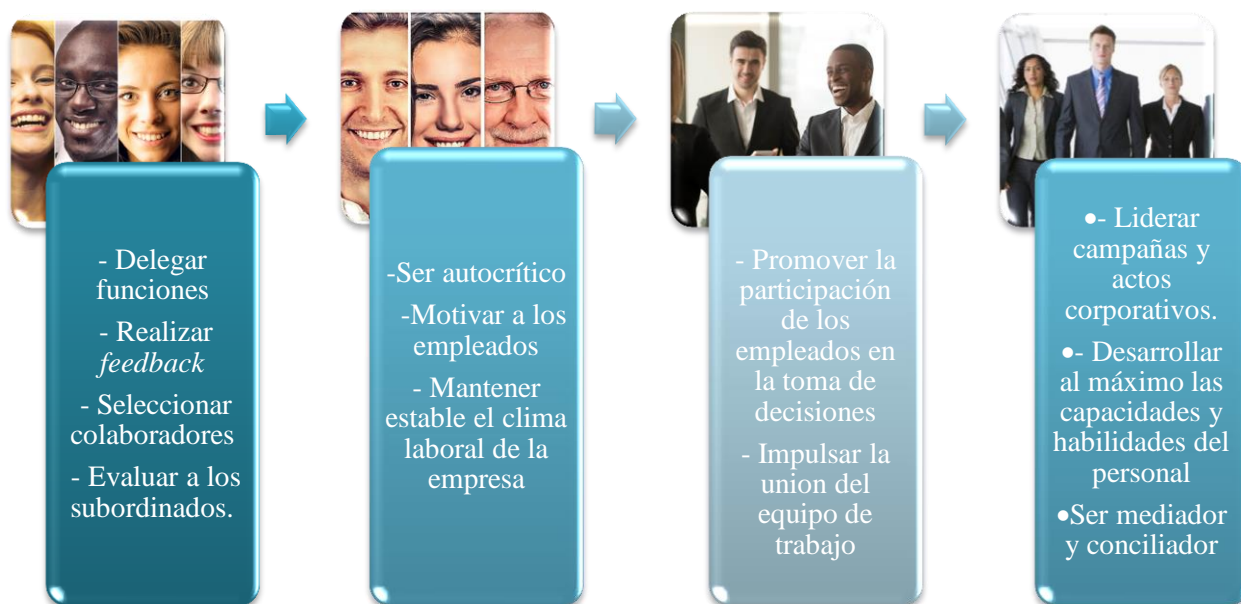 - Delegar
funciones
- Realizar
feedback
- Seleccionar
colaboradores
- Evaluar a los
subordinados.
-Ser autocrítico
-Motivar a los
empleados
- Mantener
estable el clima
laboral de la
empresa
- Promover la
participación
de los
empleados en
la toma de
decisiones
- Impulsar la
union del
equipo de
trabajo
•- Liderar
campañas y
actos
corporativos.
•- Desarrollar
al máximo las
capacidades y
habilidades del
personal
•Ser mediador
y conciliador